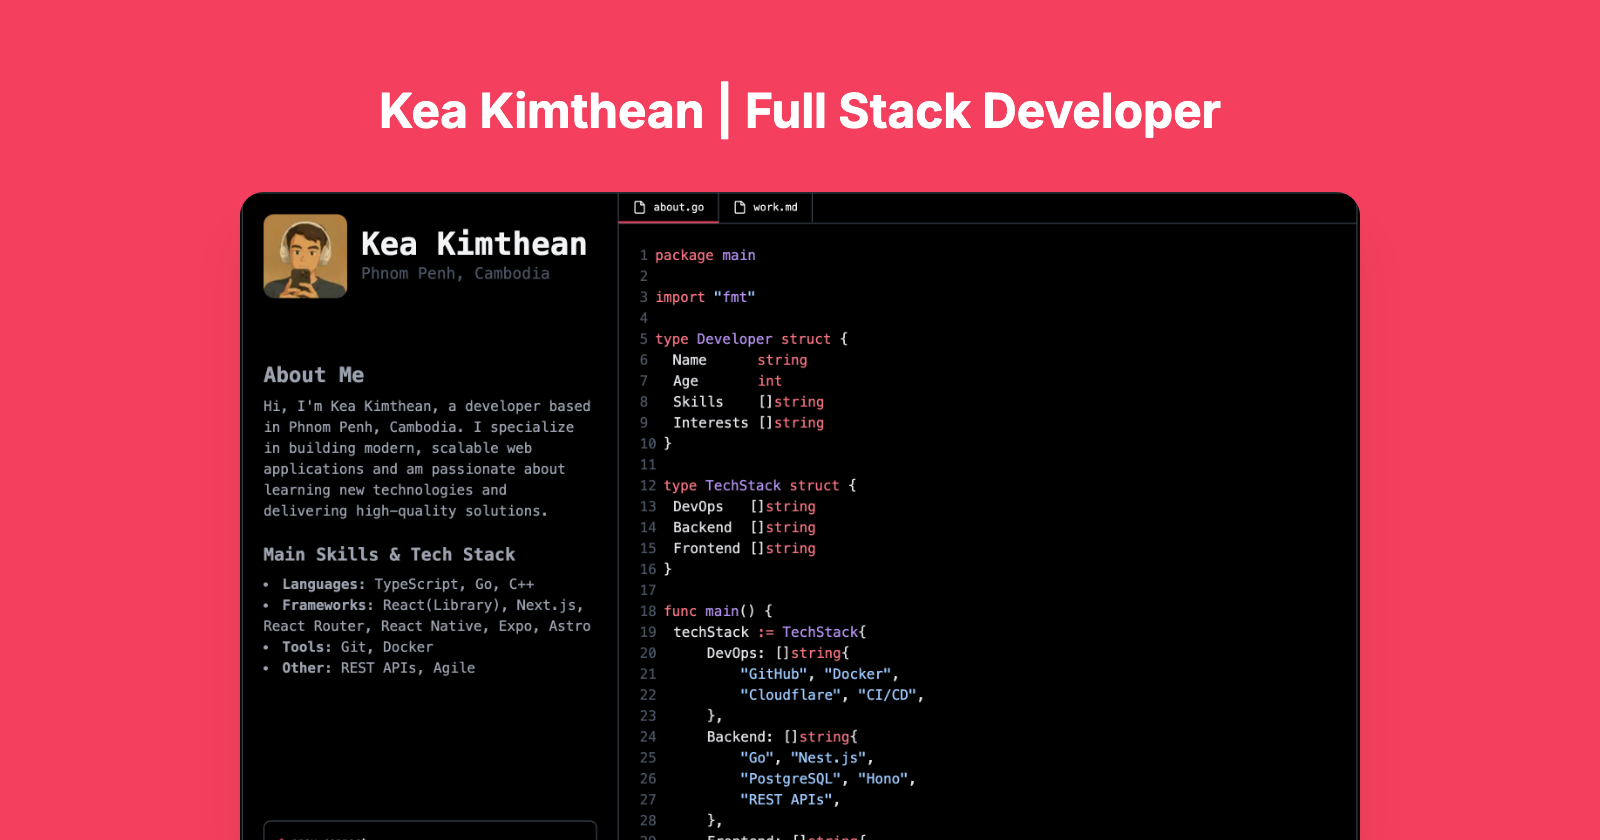 Kea Kimthean | Full Stack Developer
Kea Kimthean
Phnom Penh, Cambodia
About Me
Hi, I'm Kea Kimthean, a developer based
in Phnom Penh, Cambodia. I specialize
in building modern, scalable web
applications and am passionate about
learning new technologies and
delivering high-quality solutions.
Main Skills & Tech Stack
• Languages: TypeScript, Go, C++
• Frameworks: React(Library), Next.js,
React Router, React Native, Expo, Astro
• Tools: Git, Docker
• Other: REST APIs, Agile
about.go
work.md
1 package main
2
3 import "fmt"
4
5 type Developer struct {
6 Name string
7 Age int
8 Skills []string
9 Interests []string
10 }
11
12 type TechStack struct {
13 DevOps []string
14 Backend []string
15 Frontend []string
16 }
17
18 func main() {
19 techStack := TechStack{
20 DevOps: []string{
21 "GitHub", "Docker",
22 "Cloudflare", "CI/CD",
23 },
24 Backend: []string{
25 "Go", "Nest.js",
26 "PostgreSQL", "Hono",
27 "REST APIs",
28 },
29 Frontend: []string{